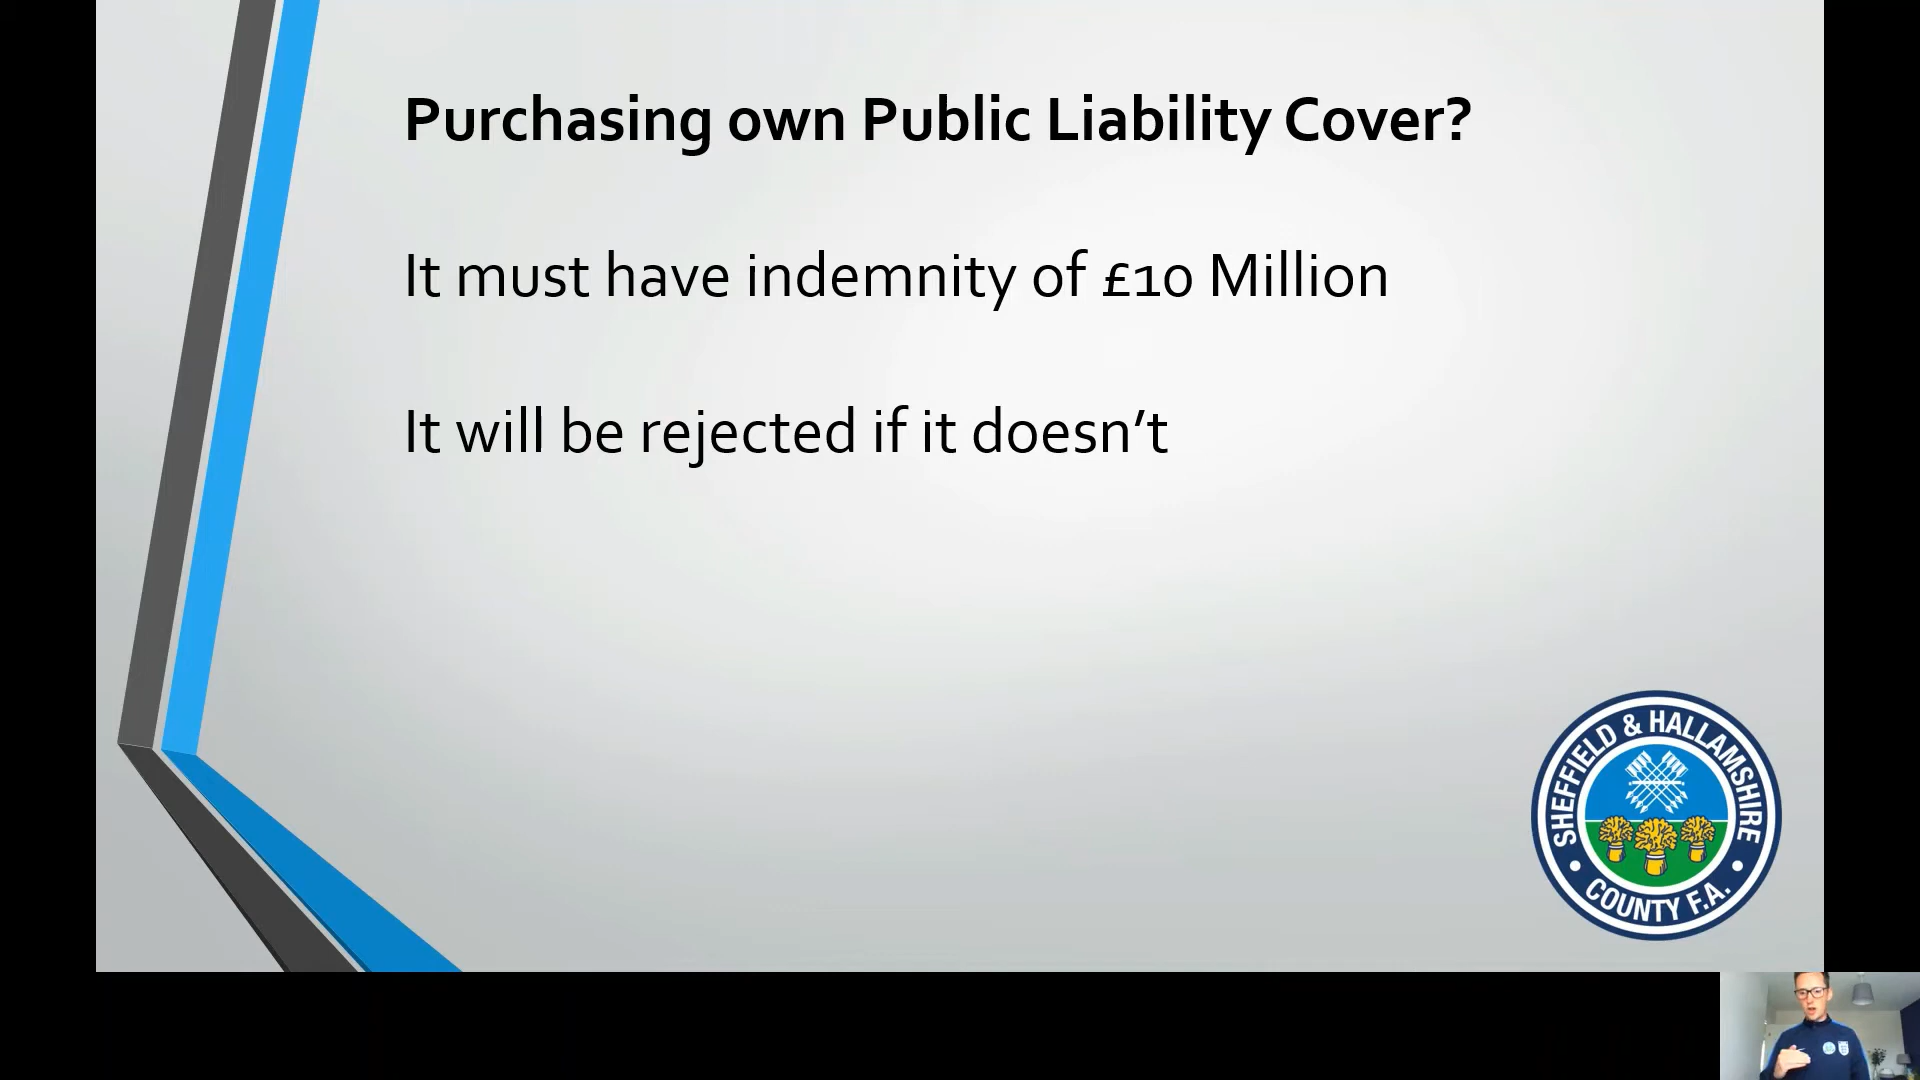 Purchasing own Public Liability Cover?
It must have indemnity of £10 Million
It will be rejected if it doesn’t
SHEFFIELD & HALLAMSHIRE
COUNTY F.A.